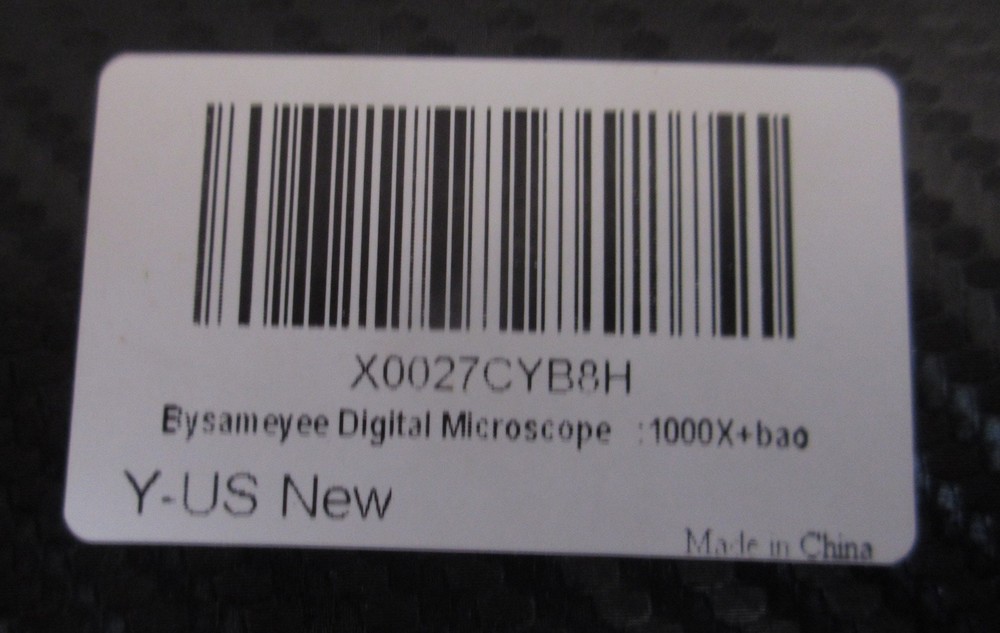 X0027CYB8H
Bysameyee Digital Microscope :1000X+bao
Y-US New
Made in China